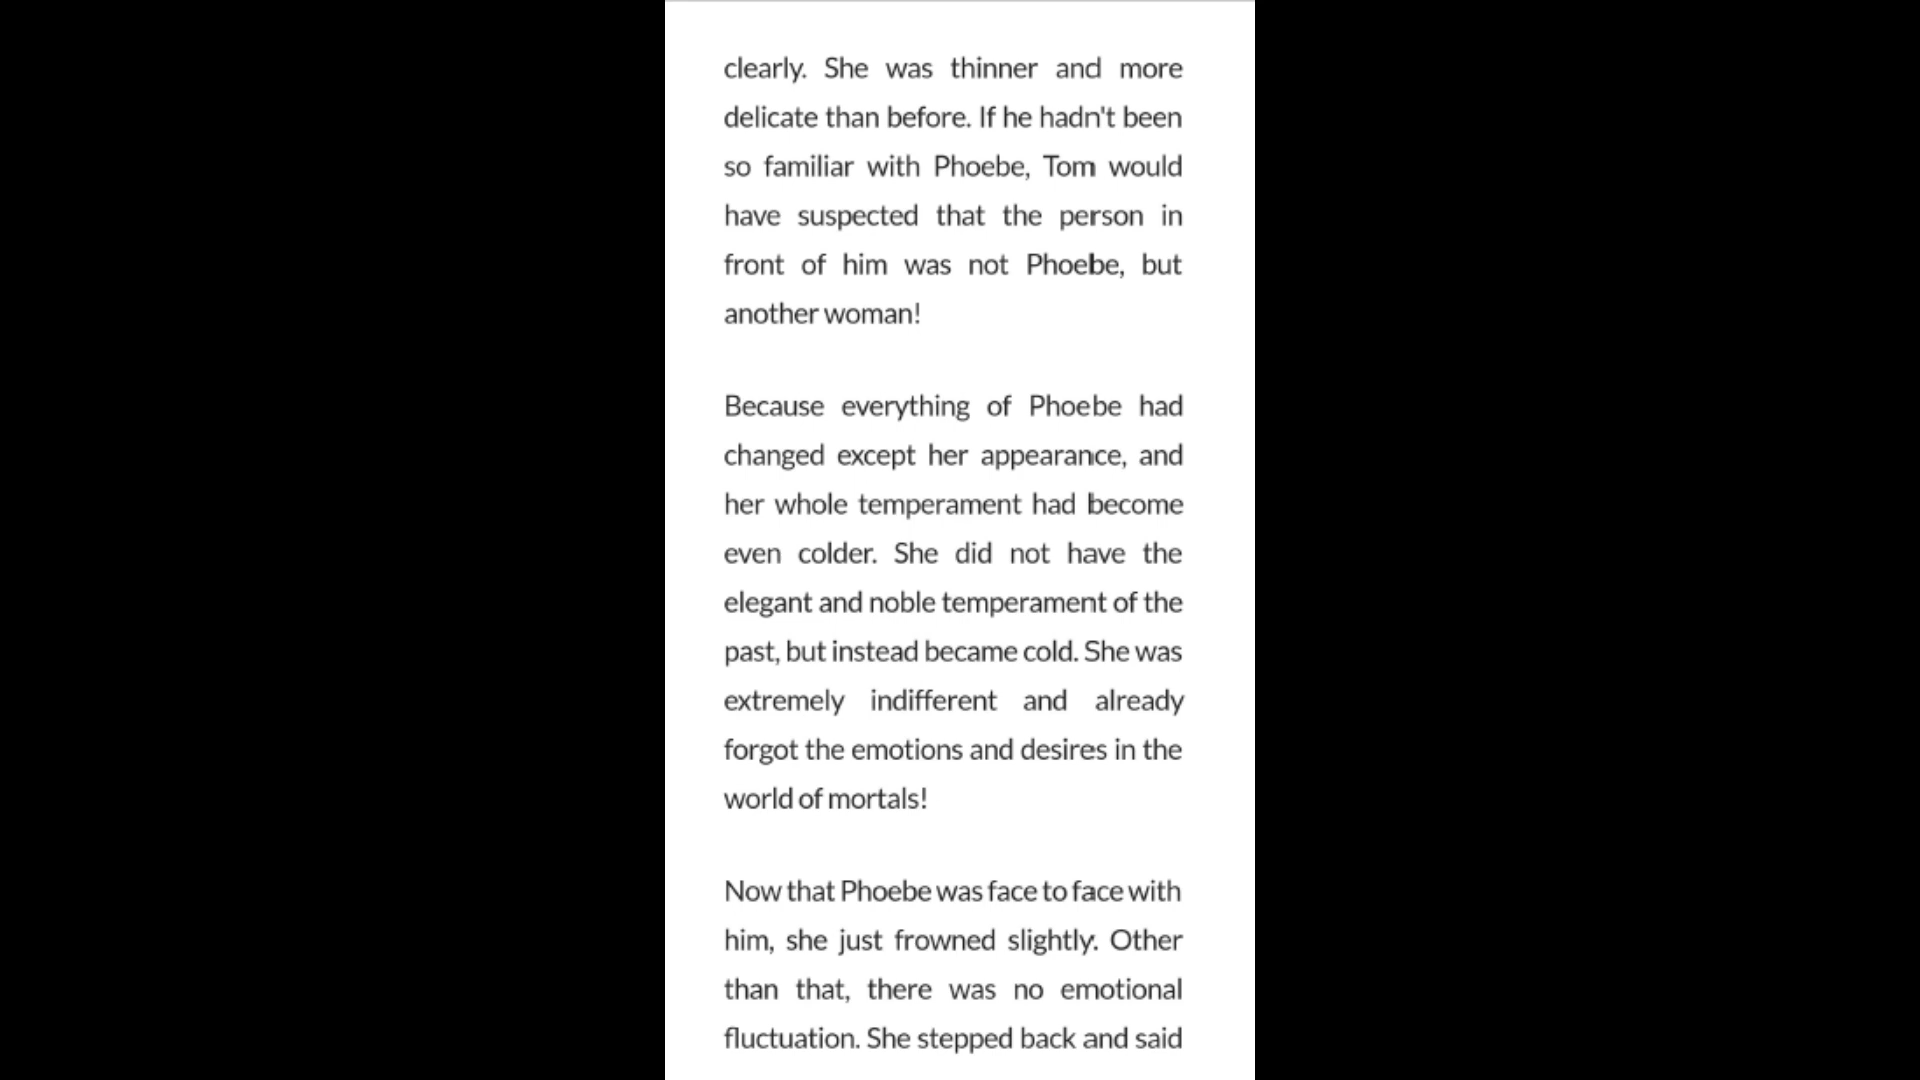 clearly. She was thinner and more
delicate than before. If he hadn't been
so familiar with Phoebe, Tom would
have suspected that the person in
front of him was not Phoebe, but
another woman!
Because everything of Phoebe had
changed except her appearance, and
her whole temperament had become
even colder. She did not have the
elegant and noble temperament of the
past, but instead became cold. She was
extremely indifferent and already
forgot the emotions and desires in the
world of mortals!
Now that Phoebe was face to face with
him, she just frowned slightly. Other
than that, there was no emotional
fluctuation. She stepped back and said